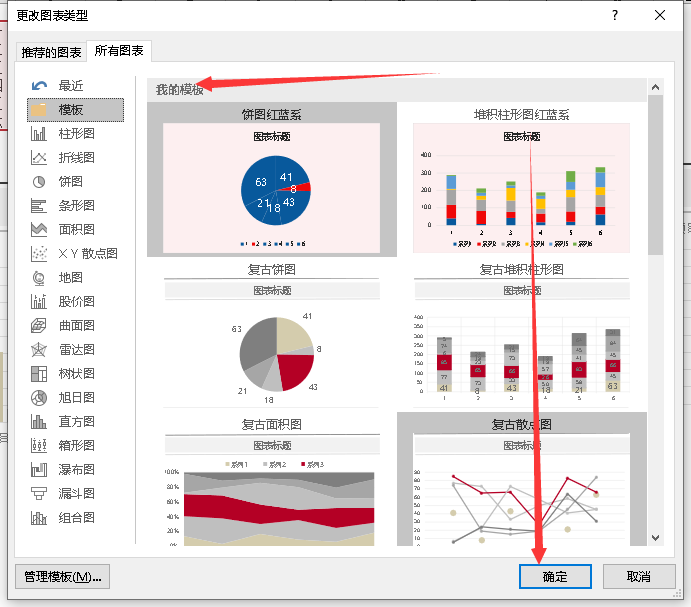 更改图表类型
?
推荐的图表 所有图表
最近
模板
柱形图
折线图
饼图
条形图
面积图
X Y 散点图
地图
股价图
曲面图
雷达图
树状图
旭日图
直方图
箱形图
瀑布图
漏斗图
组合图
我的模板
饼图红蓝系
图表标题
63 41
8
21 18 43
1 2 3 4 5 6
堆积柱形图红蓝系
图表标题
400
300
200
100
0
1 2 3 4 5 6
系列1 系列2 系列3 系列4 系列5 系列6
复古饼图
图表标题
63 41
8
21 18 43
复古堆积柱形图
图表标题
400
350
300
250
200
150
100
50
0
41 8 43 18 21 63
1 2 3 4 5 6
复古面积图
图表标题
系列1 系列2 系列3
100%
80%
60%
40%
20%
0%
复古散点图
图表标题
90
80
70
60
50
40
30
20
10
0
管理模板(M)...
确定
取消